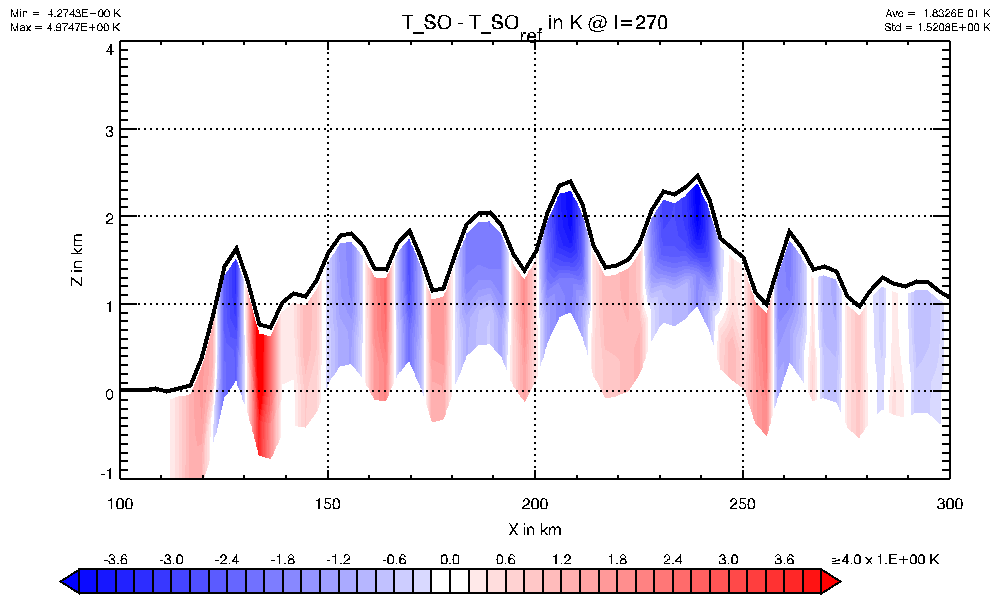 Min = -4.2743E+00 K
Max = 4.9747E+00 K
T_SO - T_SOref in K @ I=270
Ave = 1.8326E-01 K
Std = 1.5208E+00 K
4
3
2
1
0
-1
Z in km
100 150 200 250 300
X in km
-3.6 -3.0 -2.4 -1.8 -1.2 -0.6 0.0 0.6 1.2 1.8 2.4 3.0 3.6 ≥4.0 x 1.E+00 K